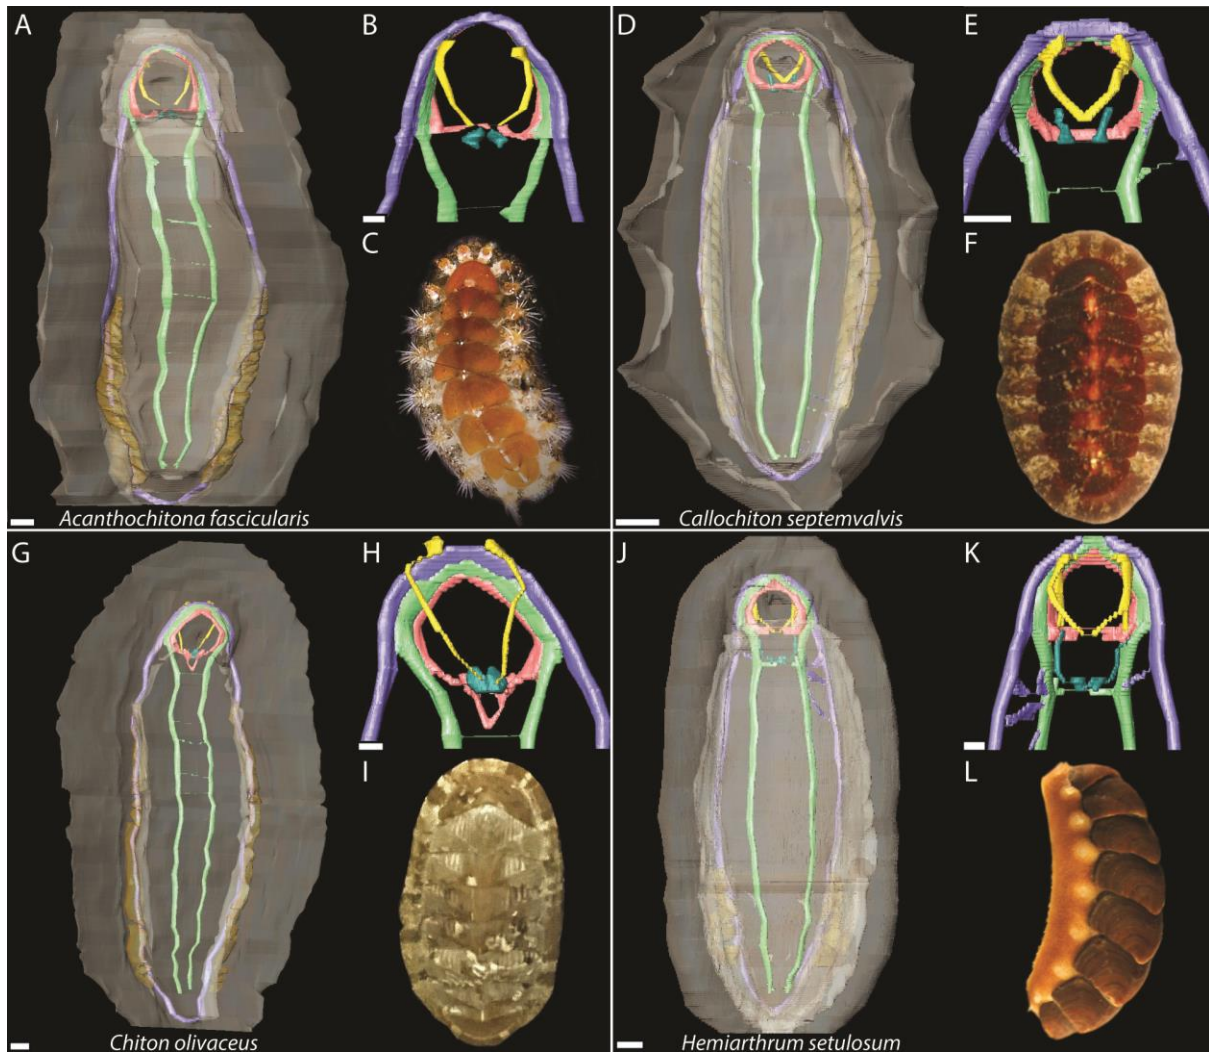 A
B
C
Acanthochitona fascicularis
D
E
F
Callochiton septemvalvis
G
H
I
Chiton olivaceus
J
K
L
Hemiarthrum setulosum